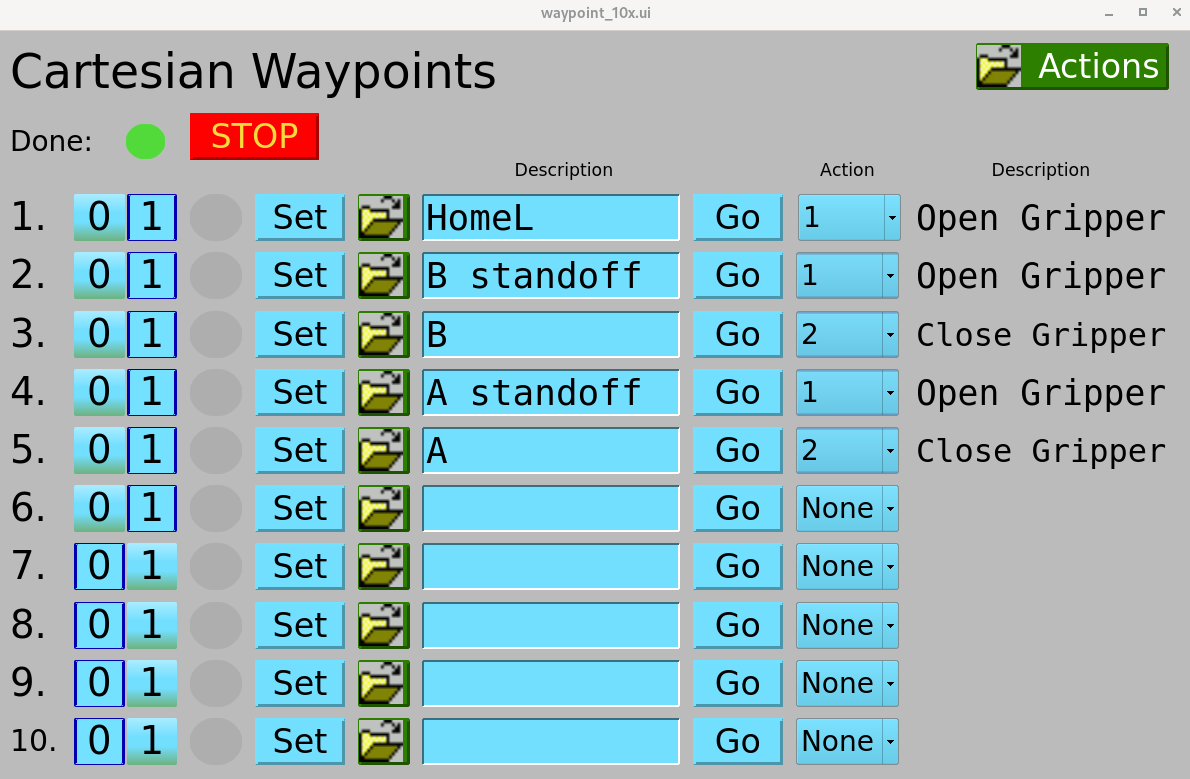 waypoint_10x.ui
Cartesian Waypoints
Actions
Done: STOP
Description Action Description
1. 0 1 Set HomeL Go 1 Open Gripper
2. 0 1 Set B standoff Go 1 Open Gripper
3. 0 1 Set B Go 2 Close Gripper
4. 0 1 Set A standoff Go 1 Open Gripper
5. 0 1 Set A Go 2 Close Gripper
6. 0 1 Set Go None
7. 0 1 Set Go None
8. 0 1 Set Go None
9. 0 1 Set Go None
10. 0 1 Set Go None